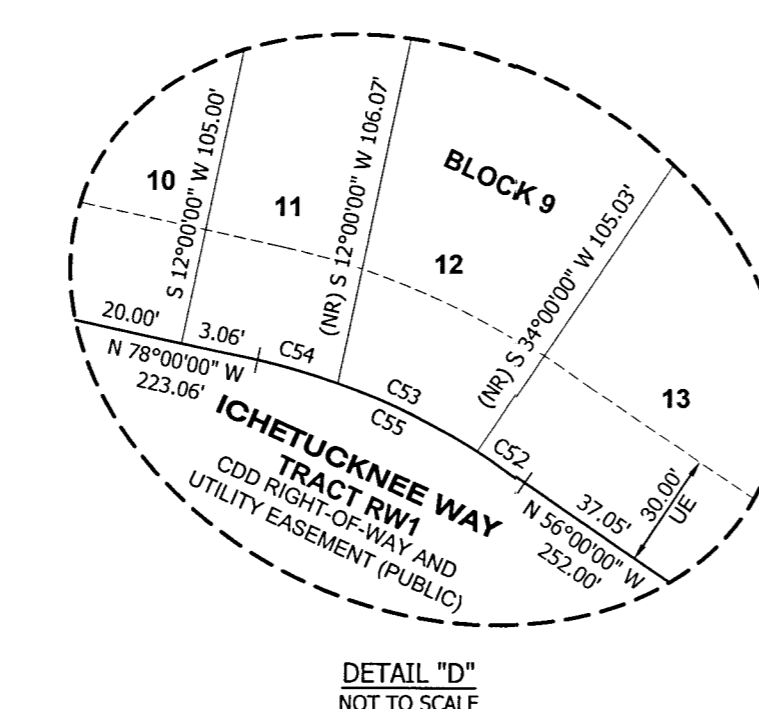 10
S 12°00'00" W 105.00'
11
(NR) S 12°00'00" W 106.07'
BLOCK 9
12
(NR) S 34°00'00" W 105.03'
13
20.00'
3.06'
C54
C53
C55
C52
37.05'
30.00'
UE
N 78°00'00" W
223.06'
N 56°00'00" W
252.00'
ICHETUCKNEE WAY
TRACT RW1
CDD RIGHT-OF-WAY AND
UTILITY EASEMENT (PUBLIC)
DETAIL "D"
NOT TO SCALE